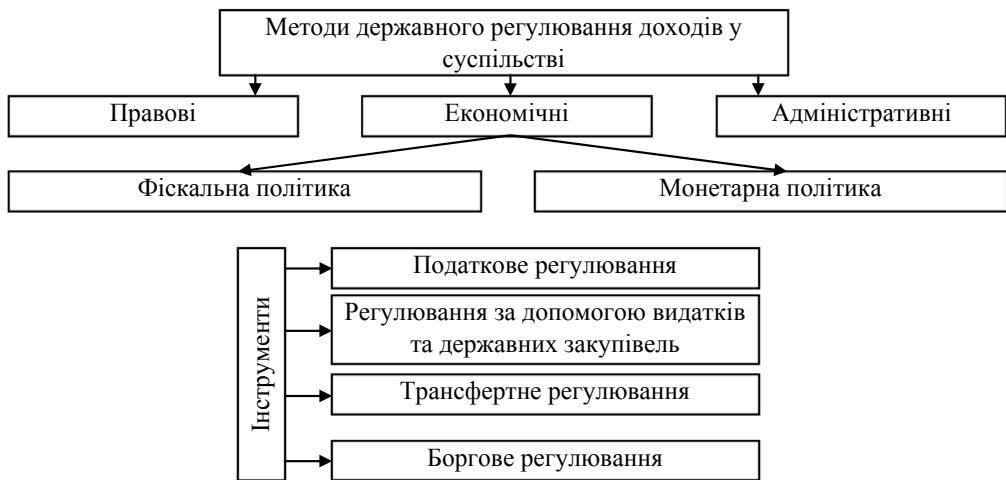 Методи державного регулювання доходів у
суспільстві
Правові
Економічні
Адміністративні
Фіскальна політика
Монетарна політика
Інструменти
Податкове регулювання
Регулювання за допомогою видатків
та державних закупівель
Трансфертне регулювання
Боргове регулювання